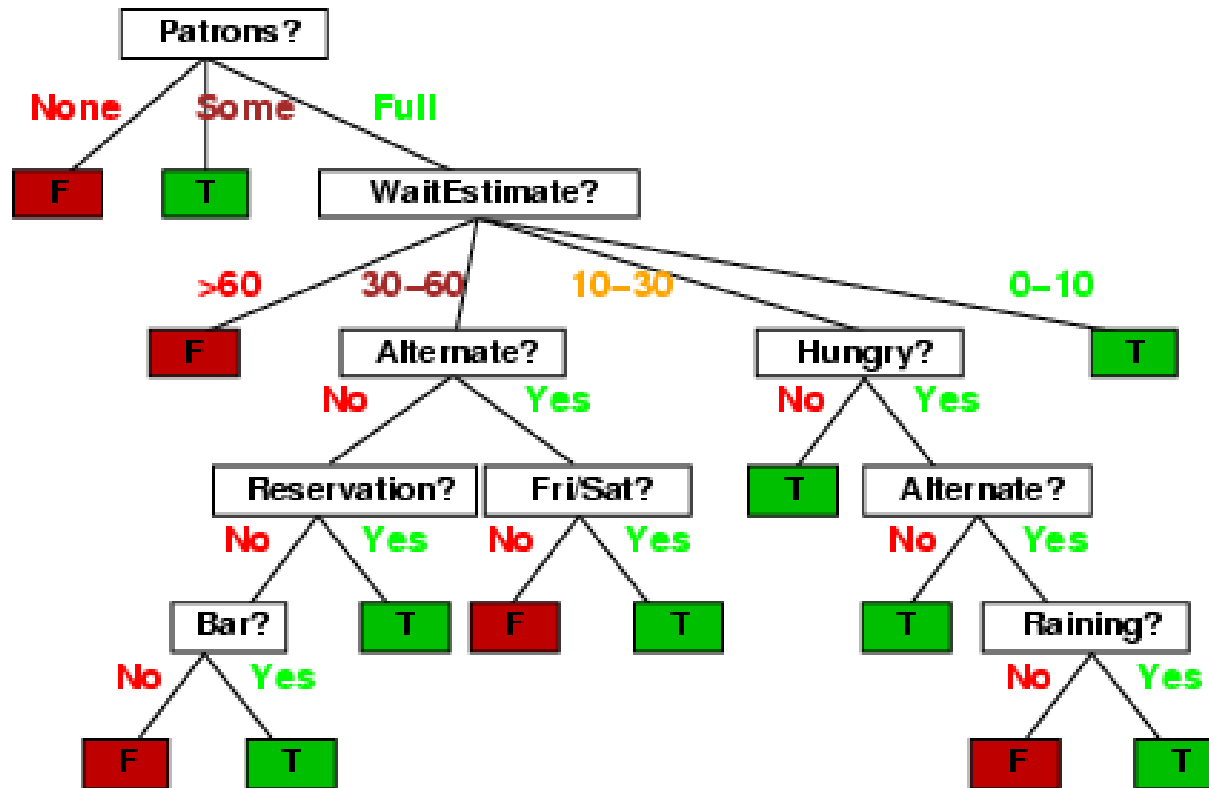 Patrons?
None Some Full
F T WaitEstimate?
>60 30–60 10–30 0–10
F Alternate? Hungry? T
No Yes No Yes
Reservation? Fri/Sat? T Alternate?
No Yes No Yes No Yes
Bar? T F T T Raining?
No Yes No Yes
F T F T